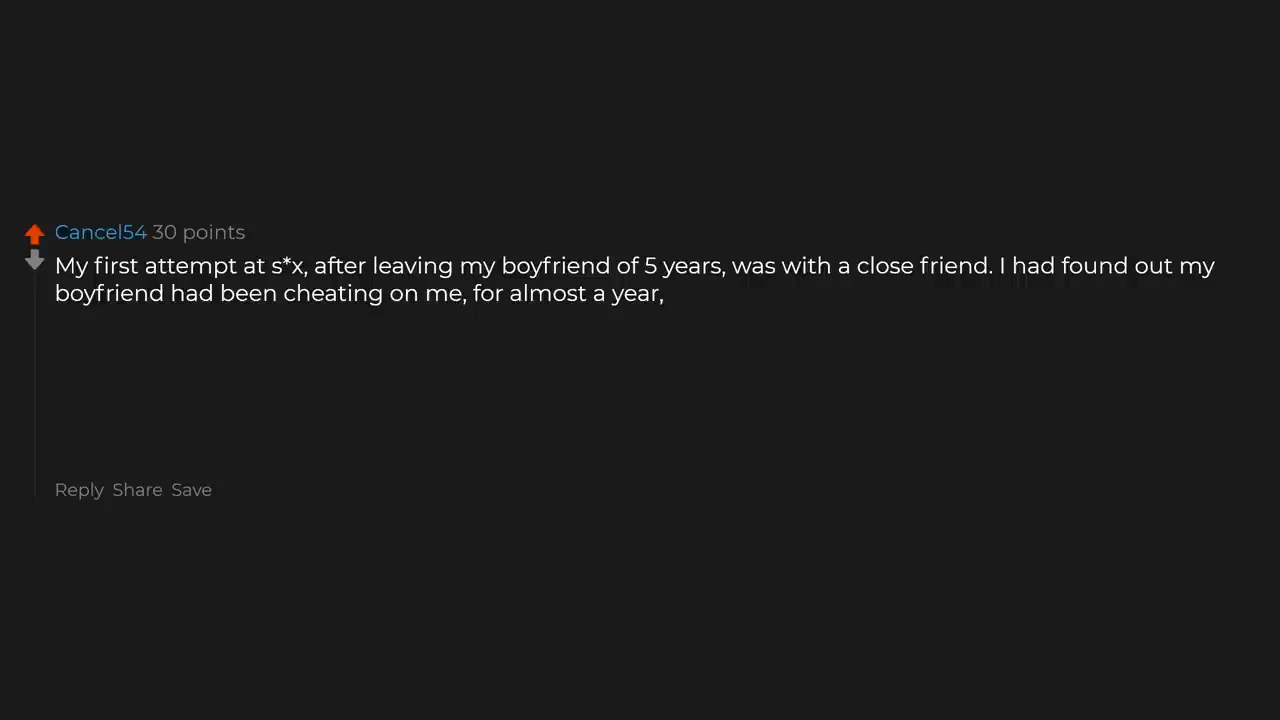 Cancel54 30 points
My first attempt at s*x, after leaving my boyfriend of 5 years, was with a close friend. I had found out my
boyfriend had been cheating on me, for almost a year,
Reply Share Save